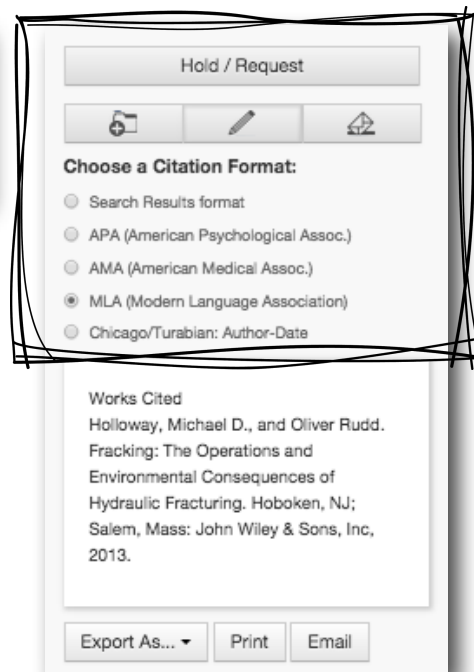 Hold / Request
Choose a Citation Format:
Search Results format
APA (American Psychological Assoc.)
AMA (American Medical Assoc.)
MLA (Modern Language Association)
Chicago/Turabian: Author-Date
Works Cited
Holloway, Michael D., and Oliver Rudd.
Fracking: The Operations and
Environmental Consequences of
Hydraulic Fracturing. Hoboken, NJ;
Salem, Mass: John Wiley & Sons, Inc,
2013.
Export As... Print Email